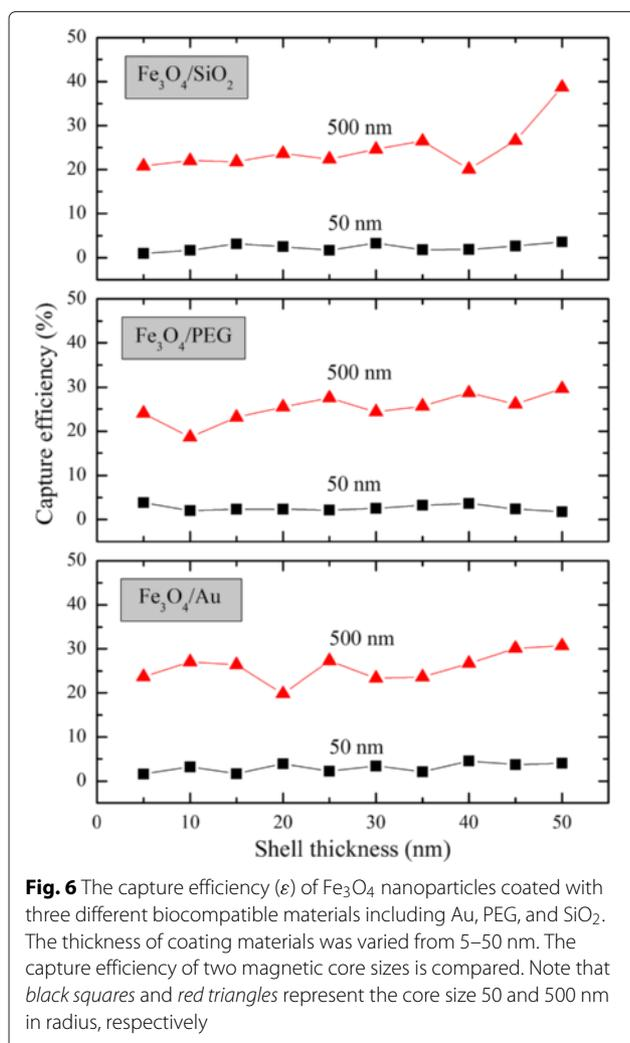 50
40
30
20
10
0
Fe₃O₄/SiO₂
500 nm
50 nm
50
40
30
20
10
0
Fe₃O₄/PEG
500 nm
50 nm
Capture efficiency (%)
50
40
30
20
10
0
Fe₃O₄/Au
500 nm
50 nm
0 10 20 30 40 50
Shell thickness (nm)
Fig. 6 The capture efficiency (ε) of Fe₃O₄ nanoparticles coated with
three different biocompatible materials including Au, PEG, and SiO₂.
The thickness of coating materials was varied from 5–50 nm. The
capture efficiency of two magnetic core sizes is compared. Note that
black squares and red triangles represent the core size 50 and 500 nm
in radius, respectively